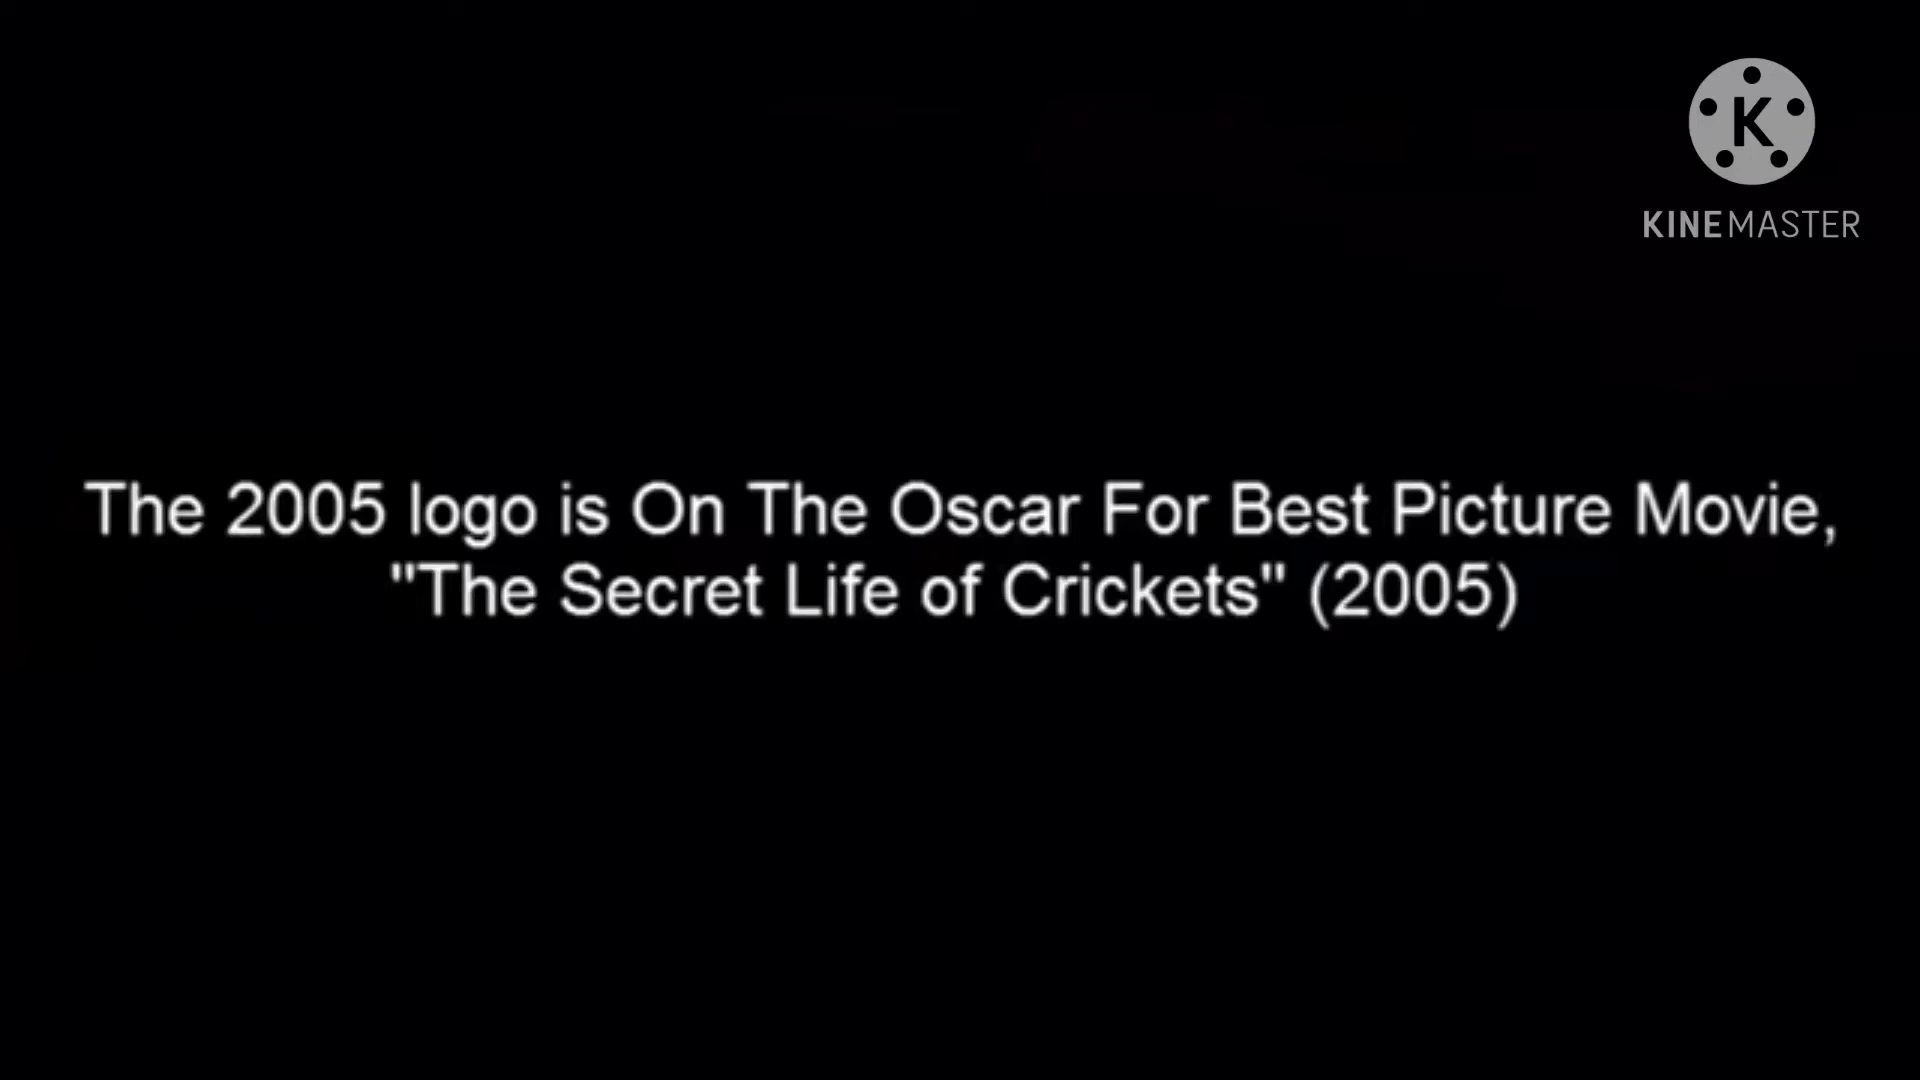 K
KINEMASTER
The 2005 logo is On The Oscar For Best Picture Movie,
"The Secret Life of Crickets" (2005)